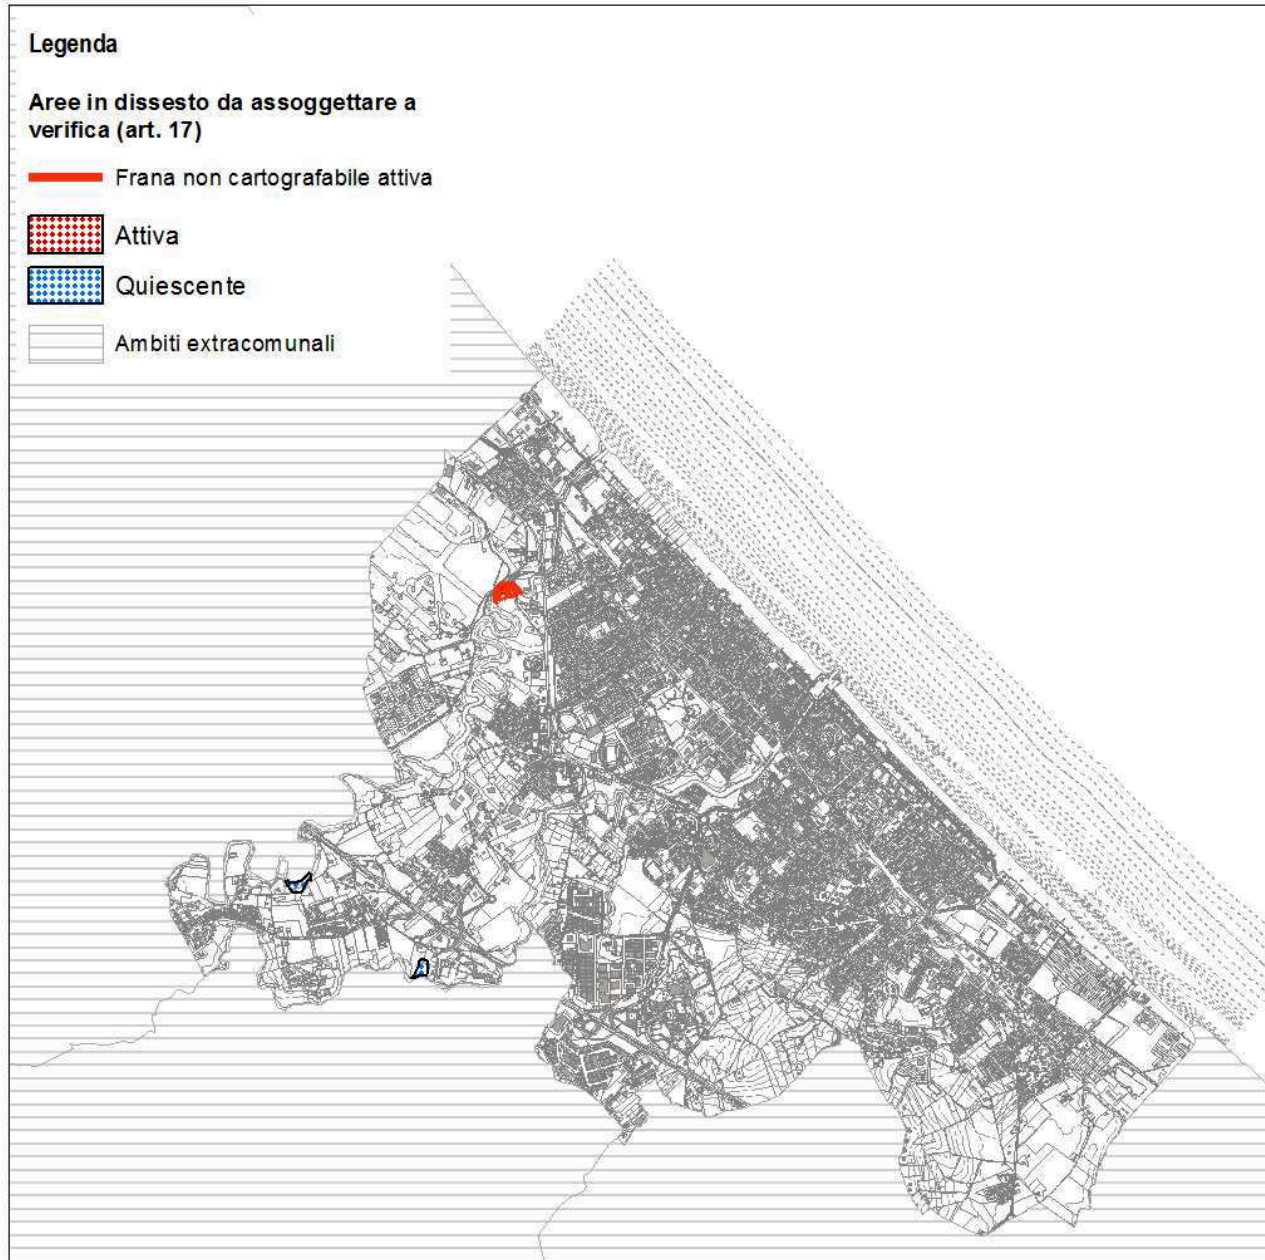 Legenda
Aree in dissesto da assoggettare a
verifica (art. 17)
Frana non cartografabile attiva
Attiva
Quiescente
Ambiti extracomunali